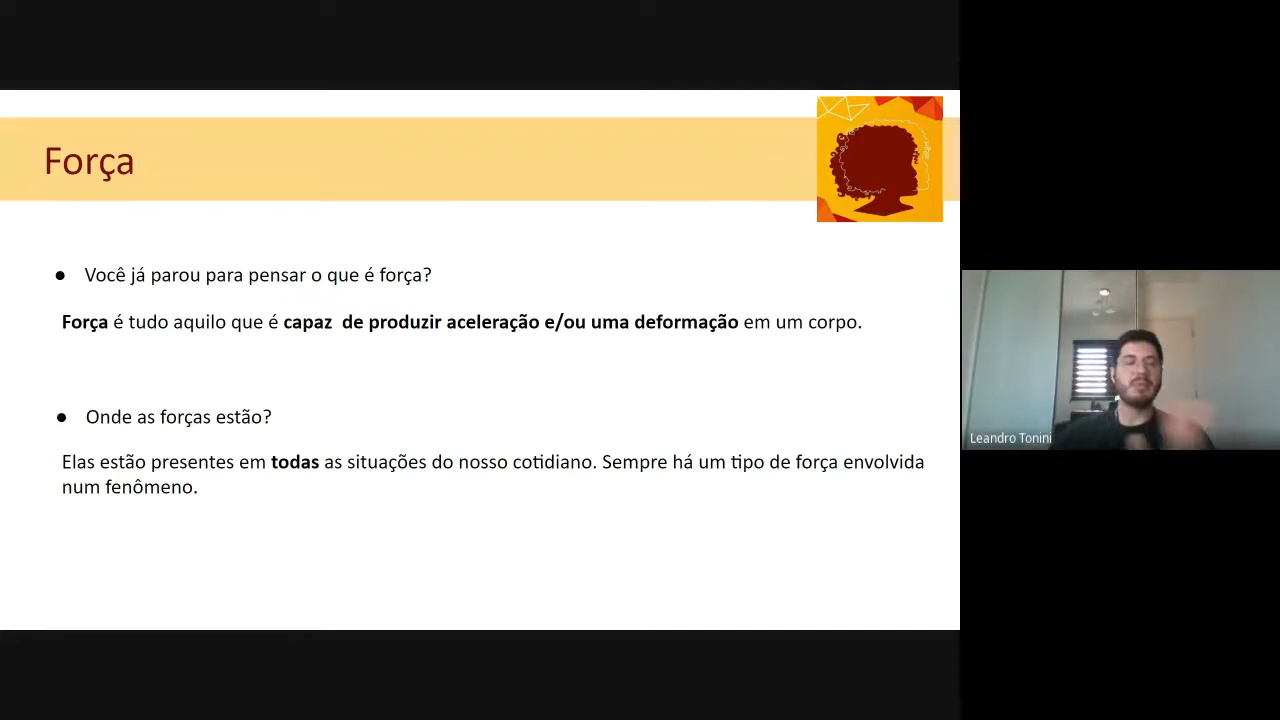 Força
● Você já parou para pensar o que é força?
Força é tudo aquilo que é capaz  de produzir aceleração e/ou uma deformação em um corpo.
● Onde as forças estão?
Elas estão presentes em todas as situações do nosso cotidiano. Sempre há um tipo de força envolvida
num fenômeno.
Leandro Tonini